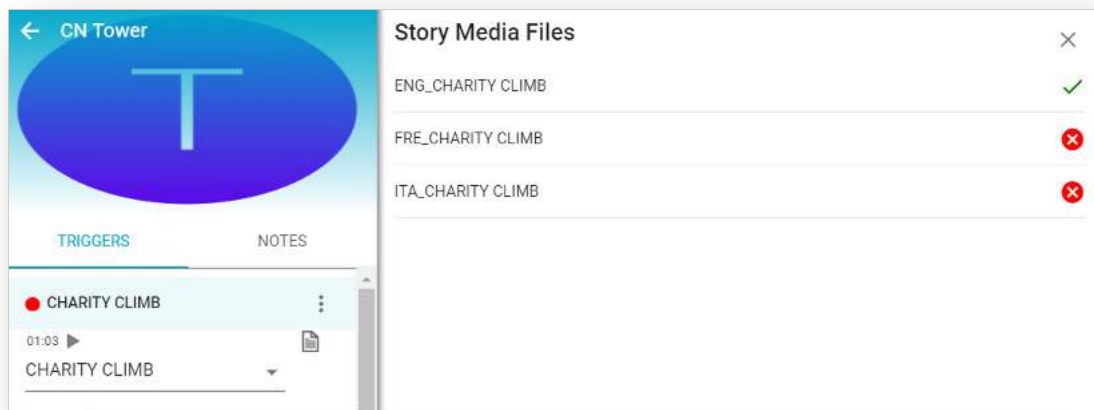 CN Tower
T
TRIGGERS
NOTES
CHARITY CLIMB
01:03
CHARITY CLIMB
Story Media Files
ENG_CHARITY CLIMB
FRE_CHARITY CLIMB
ITA_CHARITY CLIMB